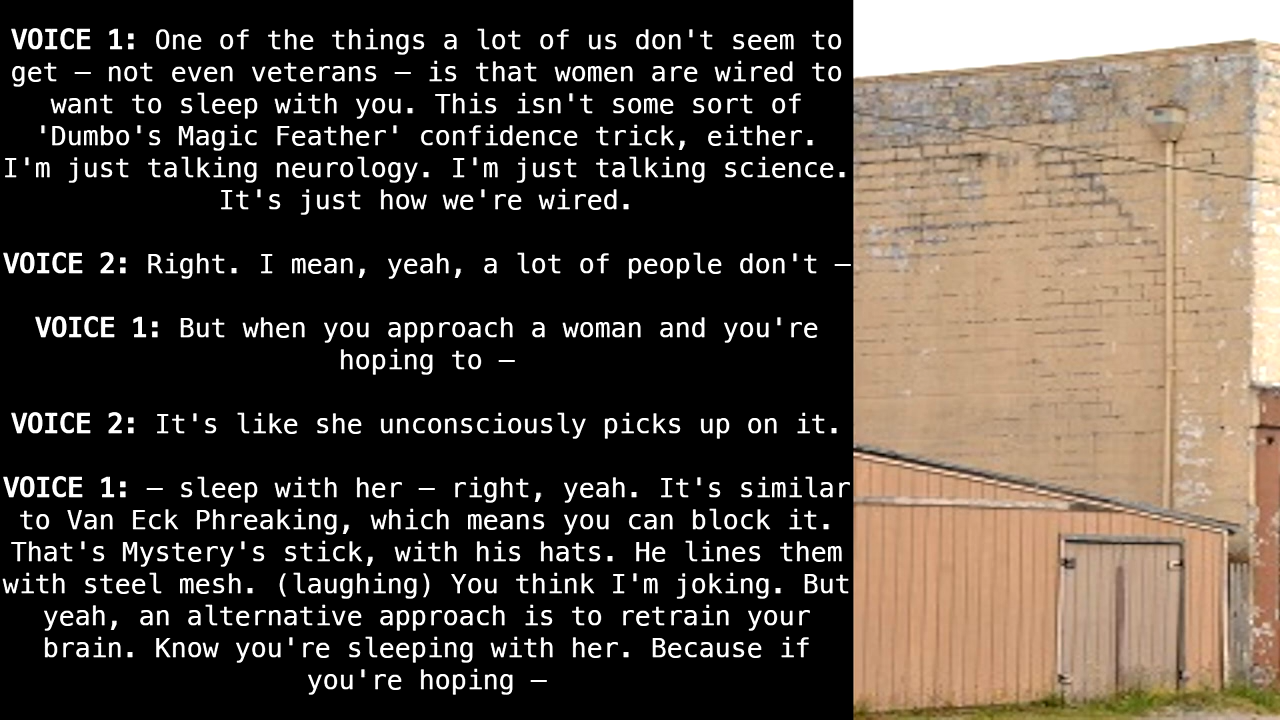 VOICE 1: One of the things a lot of us don't seem to
get — not even veterans — is that women are wired to
want to sleep with you. This isn't some sort of
'Dumbo's Magic Feather' confidence trick, either.
I'm just talking neurology. I'm just talking science.
It's just how we're wired.
VOICE 2: Right. I mean, yeah, a lot of people don't —
VOICE 1: But when you approach a woman and you're
hoping to —
VOICE 2: It's like she unconsciously picks up on it.
VOICE 1: — sleep with her — right, yeah. It's similar
to Van Eck Phreaking, which means you can block it.
That's Mystery's stick, with his hats. He lines them
with steel mesh. (laughing) You think I'm joking. But
yeah, an alternative approach is to retrain your
brain. Know you're sleeping with her. Because if
you're hoping —